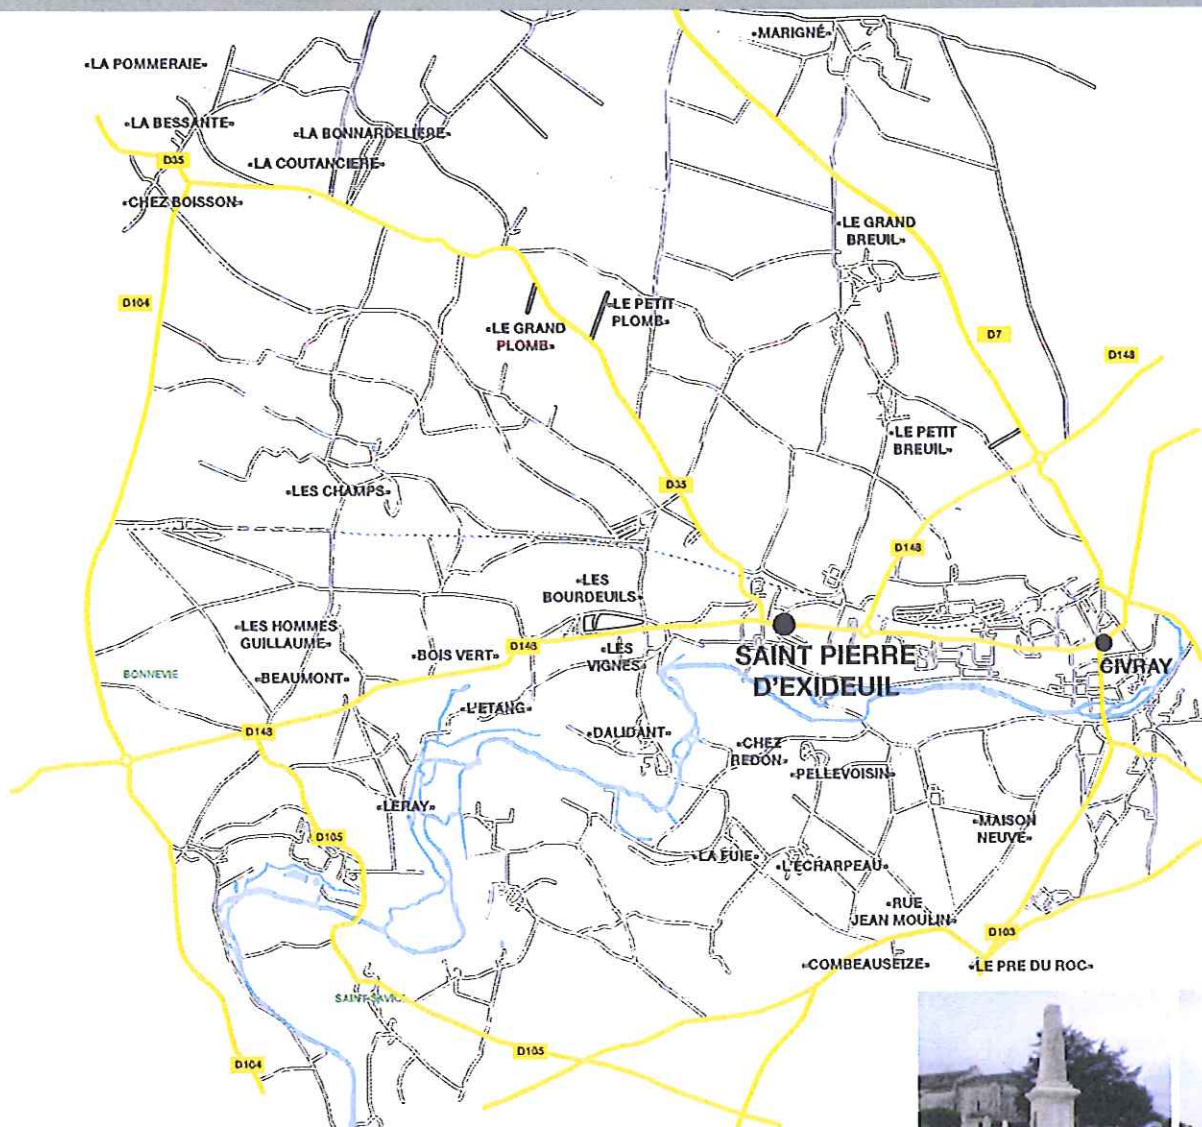 «MARIGNÉ»
«LA POMMERAIE»
«LA BESSANTE»
«LA BONNARDELIERE»
D35
«LA COUTANCIERE»
«CHEZ BOISSON»
«LE GRAND
BREUIL»
D104
«LE PETIT
PLOMB»
«LE GRAND
PLOMB»
D7
D148
«LE PETIT
BREUIL»
«LES CHAMPS»
D35
D148
«LES
BOURDEUILS»
«LES HOMMES
GUILLAUME»
D148
«BOIS VERT»
«LES
VIGNES»
SAINT PIERRE
D'EXIDEUIL
CIVRAY
BONNEVIE
«BEAUMONT»
«L'ETANG»
D148
«DALIDANT»
«CHEZ
REDON»
«PELLEVOISIN»
«LERAY»
D105
«MAISON
NEUVE»
«LA FUIE»
«L'ECHARPEAU»
«RUE
JEAN MOULIN»
D103
«COMBEAUSEIZE»
«LE PRE DU ROC»
D105
D104